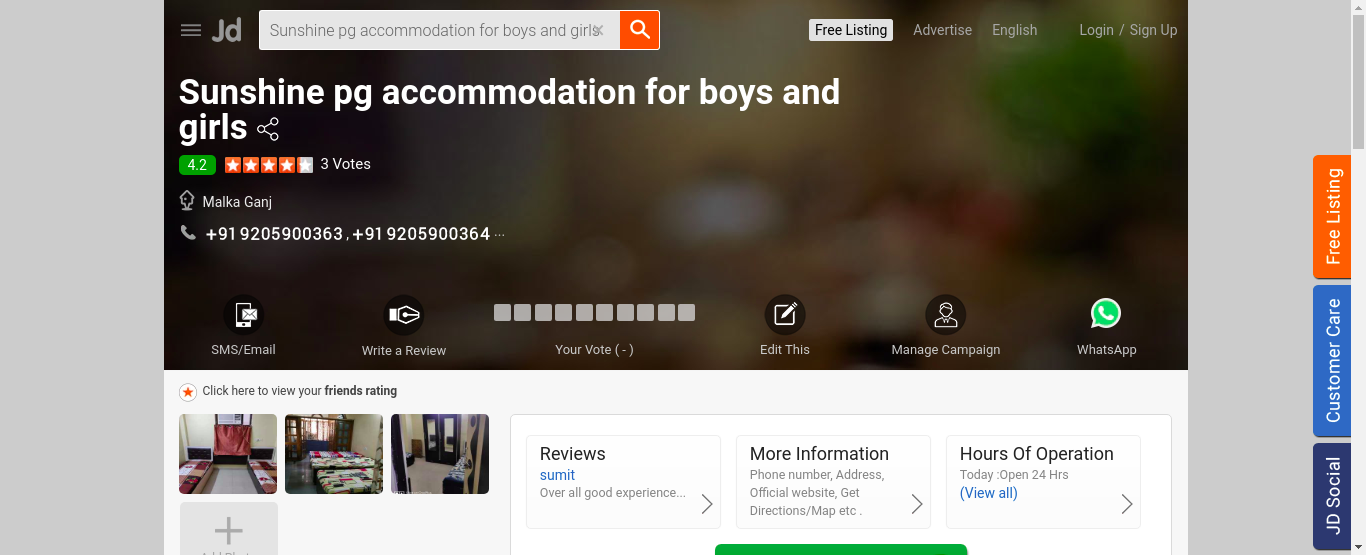 Jd
Sunshine pg accommodation for boys and girls
Free Listing
Advertise
English
Login / Sign Up
Sunshine pg accommodation for boys and
girls
4.2
3 Votes
Malka Ganj
+91 9205900363 , +91 9205900364 ...
SMS/Email
Write a Review
Your Vote ( - )
Edit This
Manage Campaign
WhatsApp
Click here to view your friends rating
Reviews
sumit
Over all good experience...
More Information
Phone number, Address,
Official website, Get
Directions/Map etc .
Hours Of Operation
Today :Open 24 Hrs
(View all)
Free Listing
Customer Care
JD Social